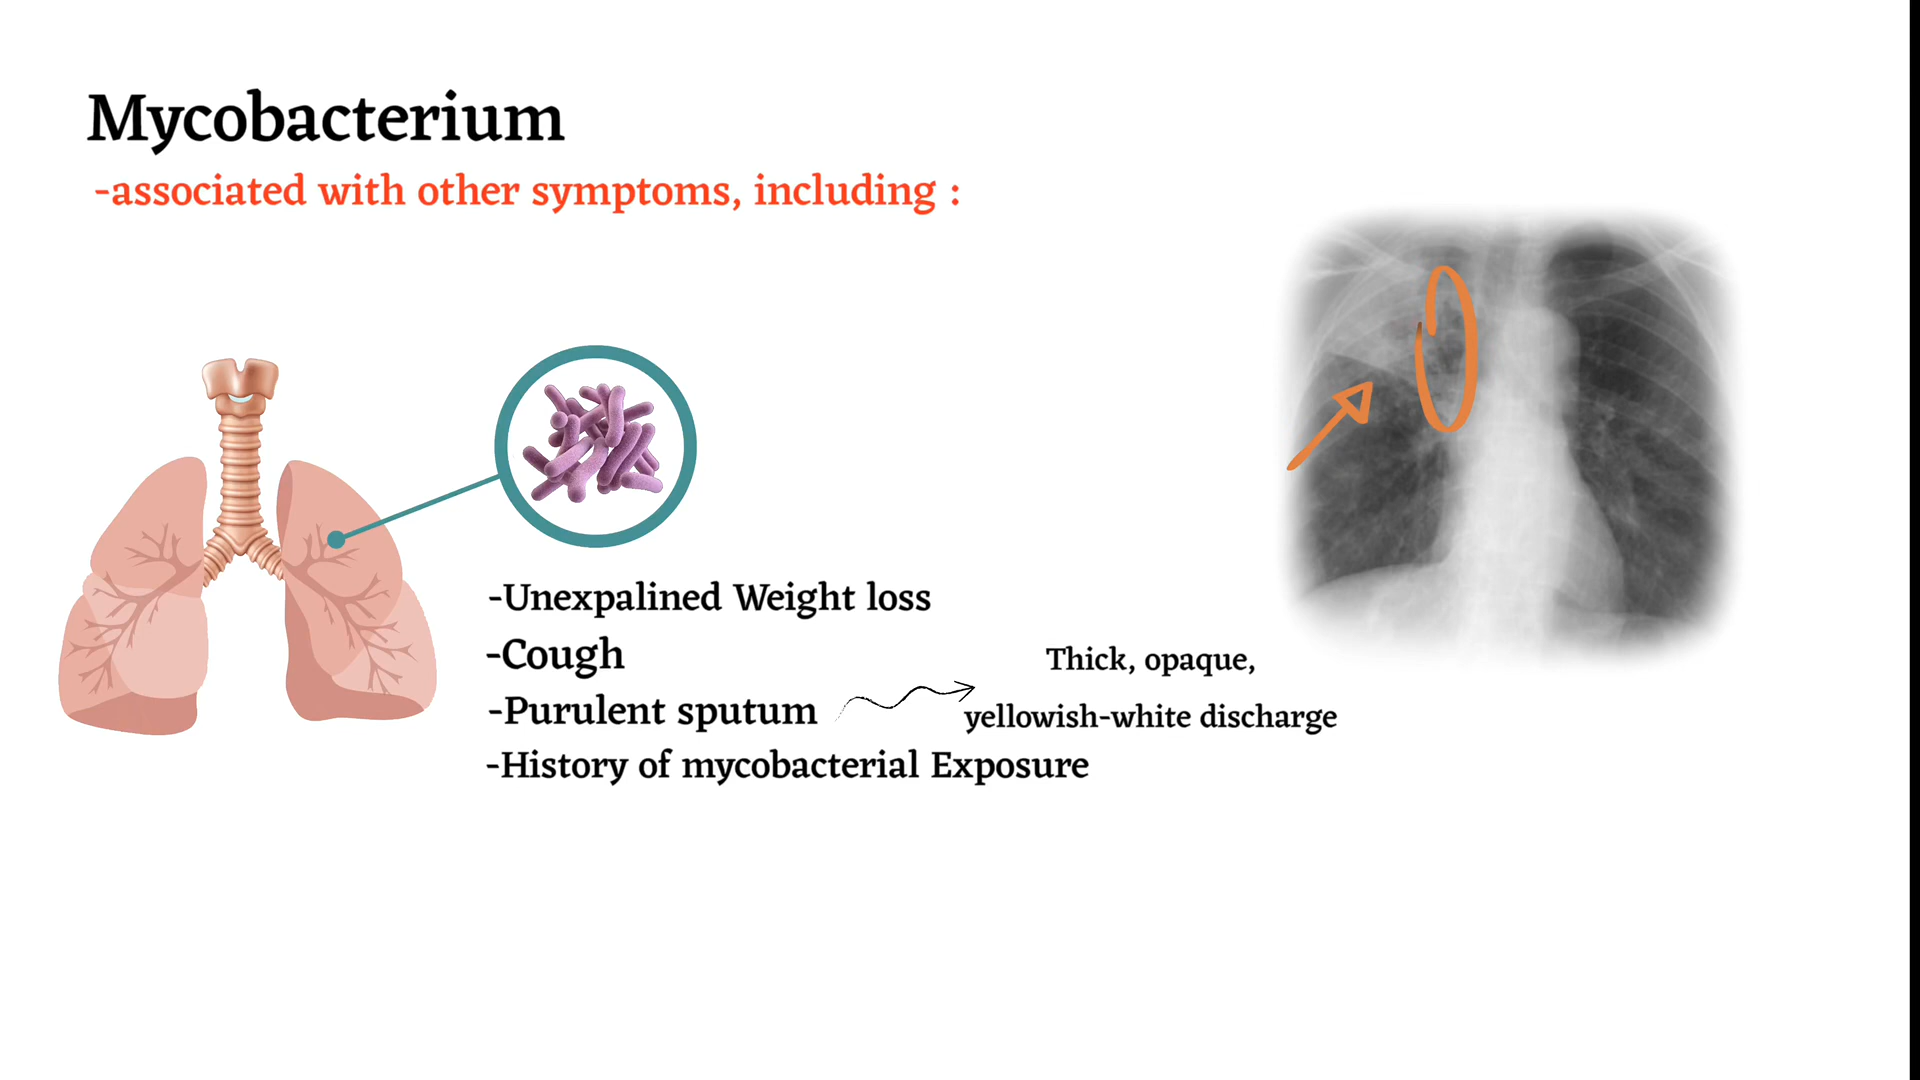 Mycobacterium
-associated with other symptoms, including :
-Unexpalined Weight loss
-Cough
-Purulent sputum
Thick, opaque,
yellowish-white discharge
-History of mycobacterial Exposure